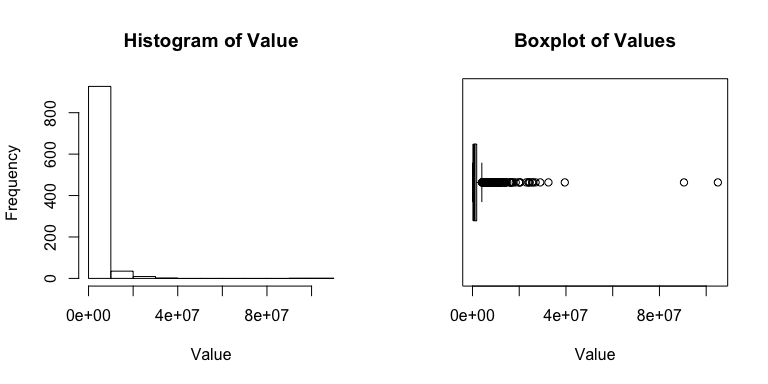 Histogram of Value
Frequency
0 200 400 600 800
0e+00 4e+07 8e+07
Value
Boxplot of Values
0e+00 4e+07 8e+07
Value